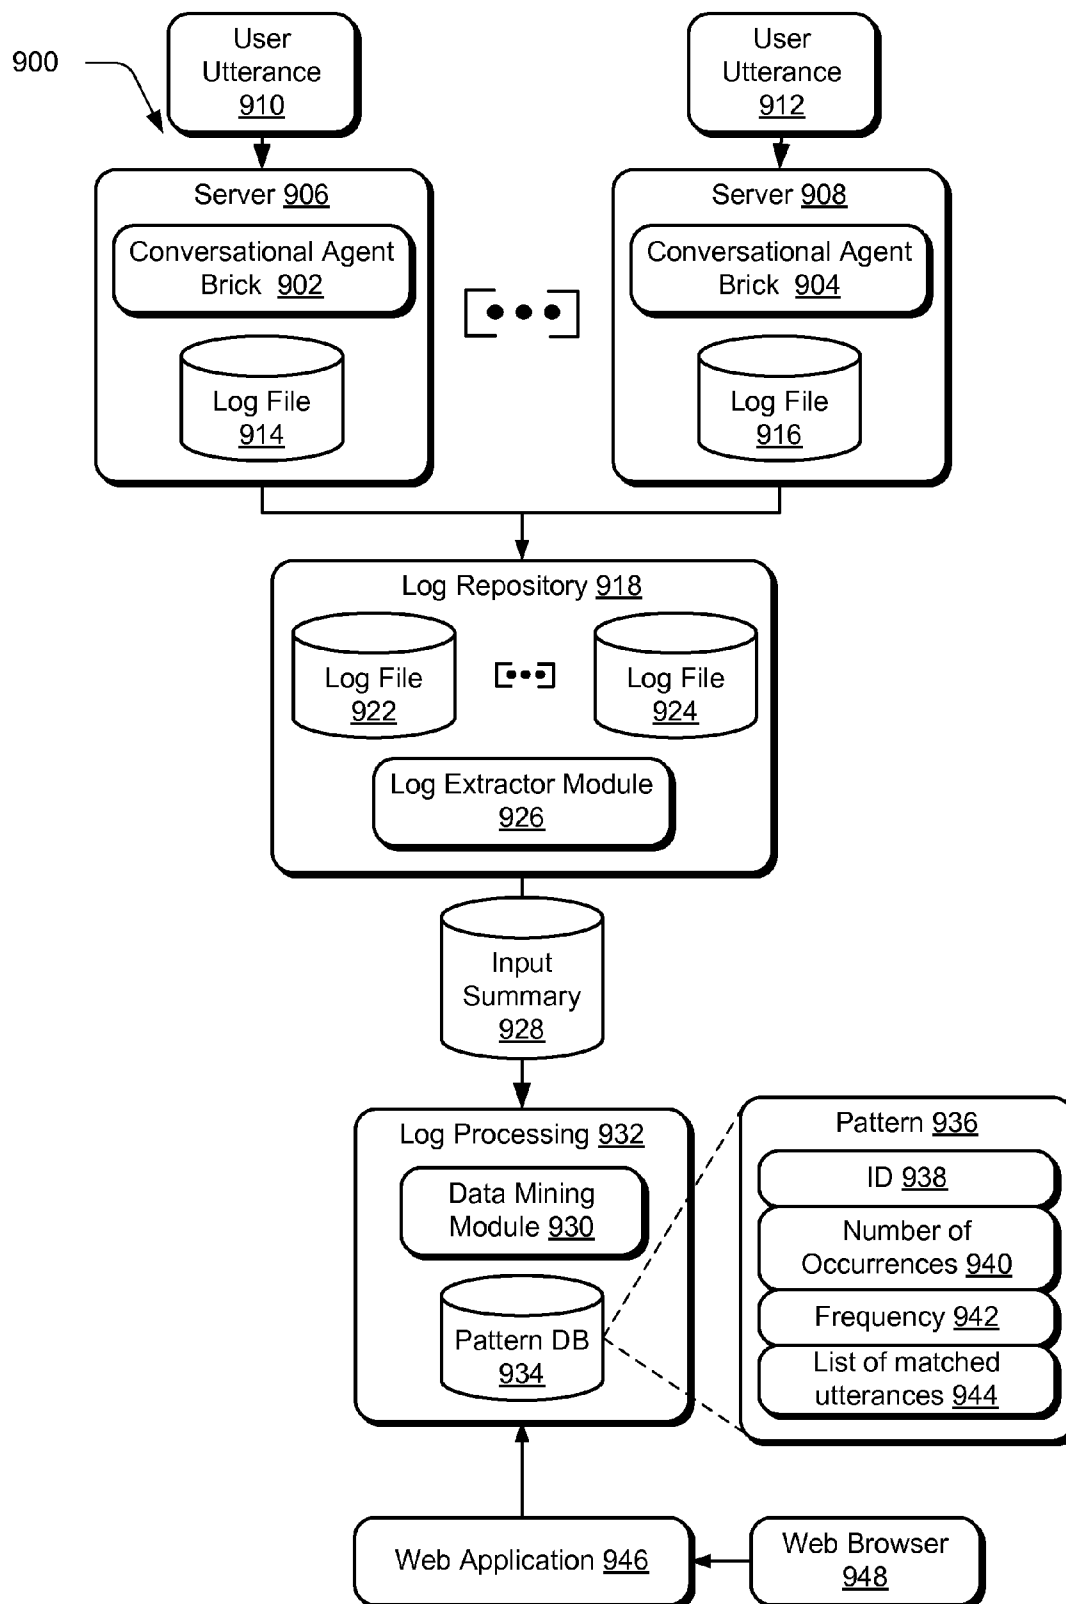 900
User
Utterance
910
User
Utterance
912
Server 906
Conversational Agent
Brick 902
Log File
914
Server 908
Conversational Agent
Brick 904
Log File
916
Log Repository 918
Log File
922
Log File
924
Log Extractor Module
926
Input
Summary
928
Log Processing 932
Data Mining
Module 930
Pattern DB
934
Pattern 936
ID 938
Number of
Occurrences 940
Frequency 942
List of matched
utterances 944
Web Application 946
Web Browser
948